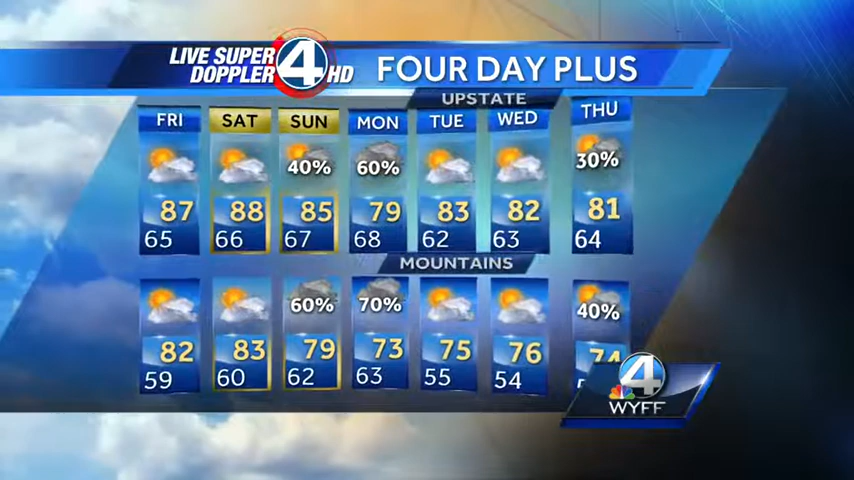 LIVE SUPER
DOPPLER 4 HD
FOUR DAY PLUS
UPSTATE
FRI SAT SUN MON TUE WED THU
40% 60% 30%
87 88 85 79 83 82 81
65 66 67 68 62 63 64
MOUNTAINS
60% 70% 40%
82 83 79 73 75 76 74
59 60 62 63 55 54
4
WYFF